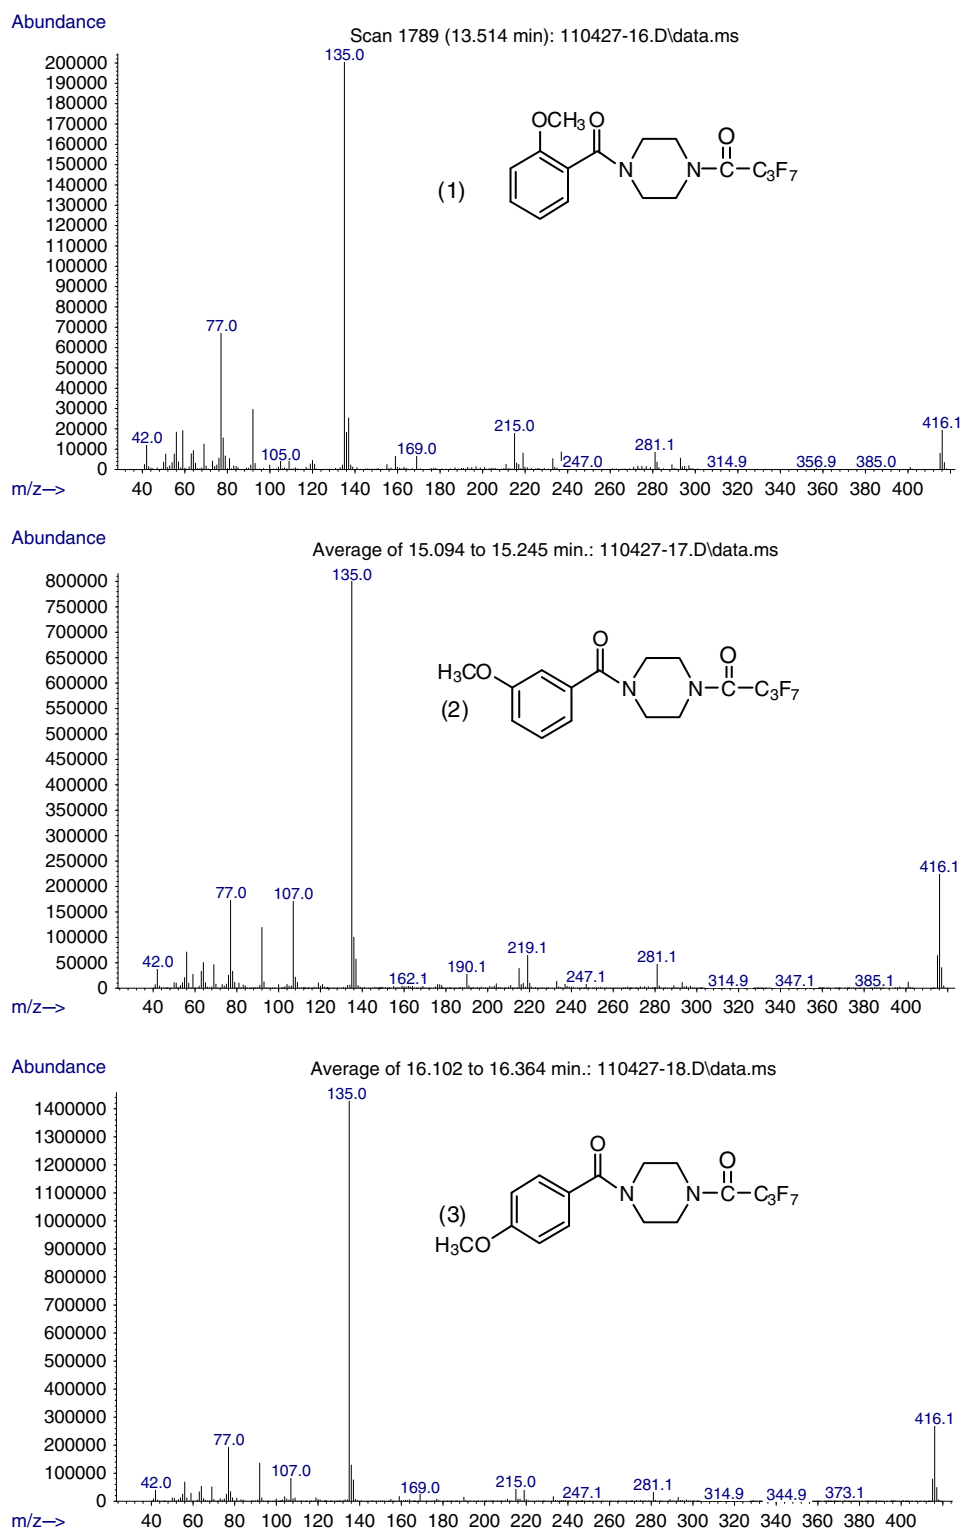 Abundance
Scan 1789 (13.514 min): 110427-16.D\data.ms
200000
190000
180000
170000
160000
150000
140000
130000
120000
110000
100000
90000
80000
70000
60000
50000
40000
30000
20000
10000
0
135.0
77.0
42.0
105.0
169.0
215.0
247.0
281.1
314.9
356.9
385.0
416.1
(1)
OCH3
O
N
N
O
C
C3F7
m/z-->
40 60 80 100 120 140 160 180 200 220 240 260 280 300 320 340 360 380 400
Abundance
Average of 15.094 to 15.245 min.: 110427-17.D\data.ms
800000
750000
700000
650000
600000
550000
500000
450000
400000
350000
300000
250000
200000
150000
100000
50000
0
135.0
77.0
107.0
42.0
162.1
190.1
219.1
247.1
281.1
314.9
347.1
385.1
416.1
(2)
H3CO
O
N
N
O
C
C3F7
m/z-->
40 60 80 100 120 140 160 180 200 220 240 260 280 300 320 340 360 380 400
Abundance
Average of 16.102 to 16.364 min.: 110427-18.D\data.ms
1400000
1300000
1200000
1100000
1000000
900000
800000
700000
600000
500000
400000
300000
200000
100000
0
135.0
77.0
42.0
107.0
169.0
215.0
247.1
281.1
314.9
344.9
373.1
416.1
(3)
H3CO
O
N
N
O
C
C3F7
m/z-->
40 60 80 100 120 140 160 180 200 220 240 260 280 300 320 340 360 380 400